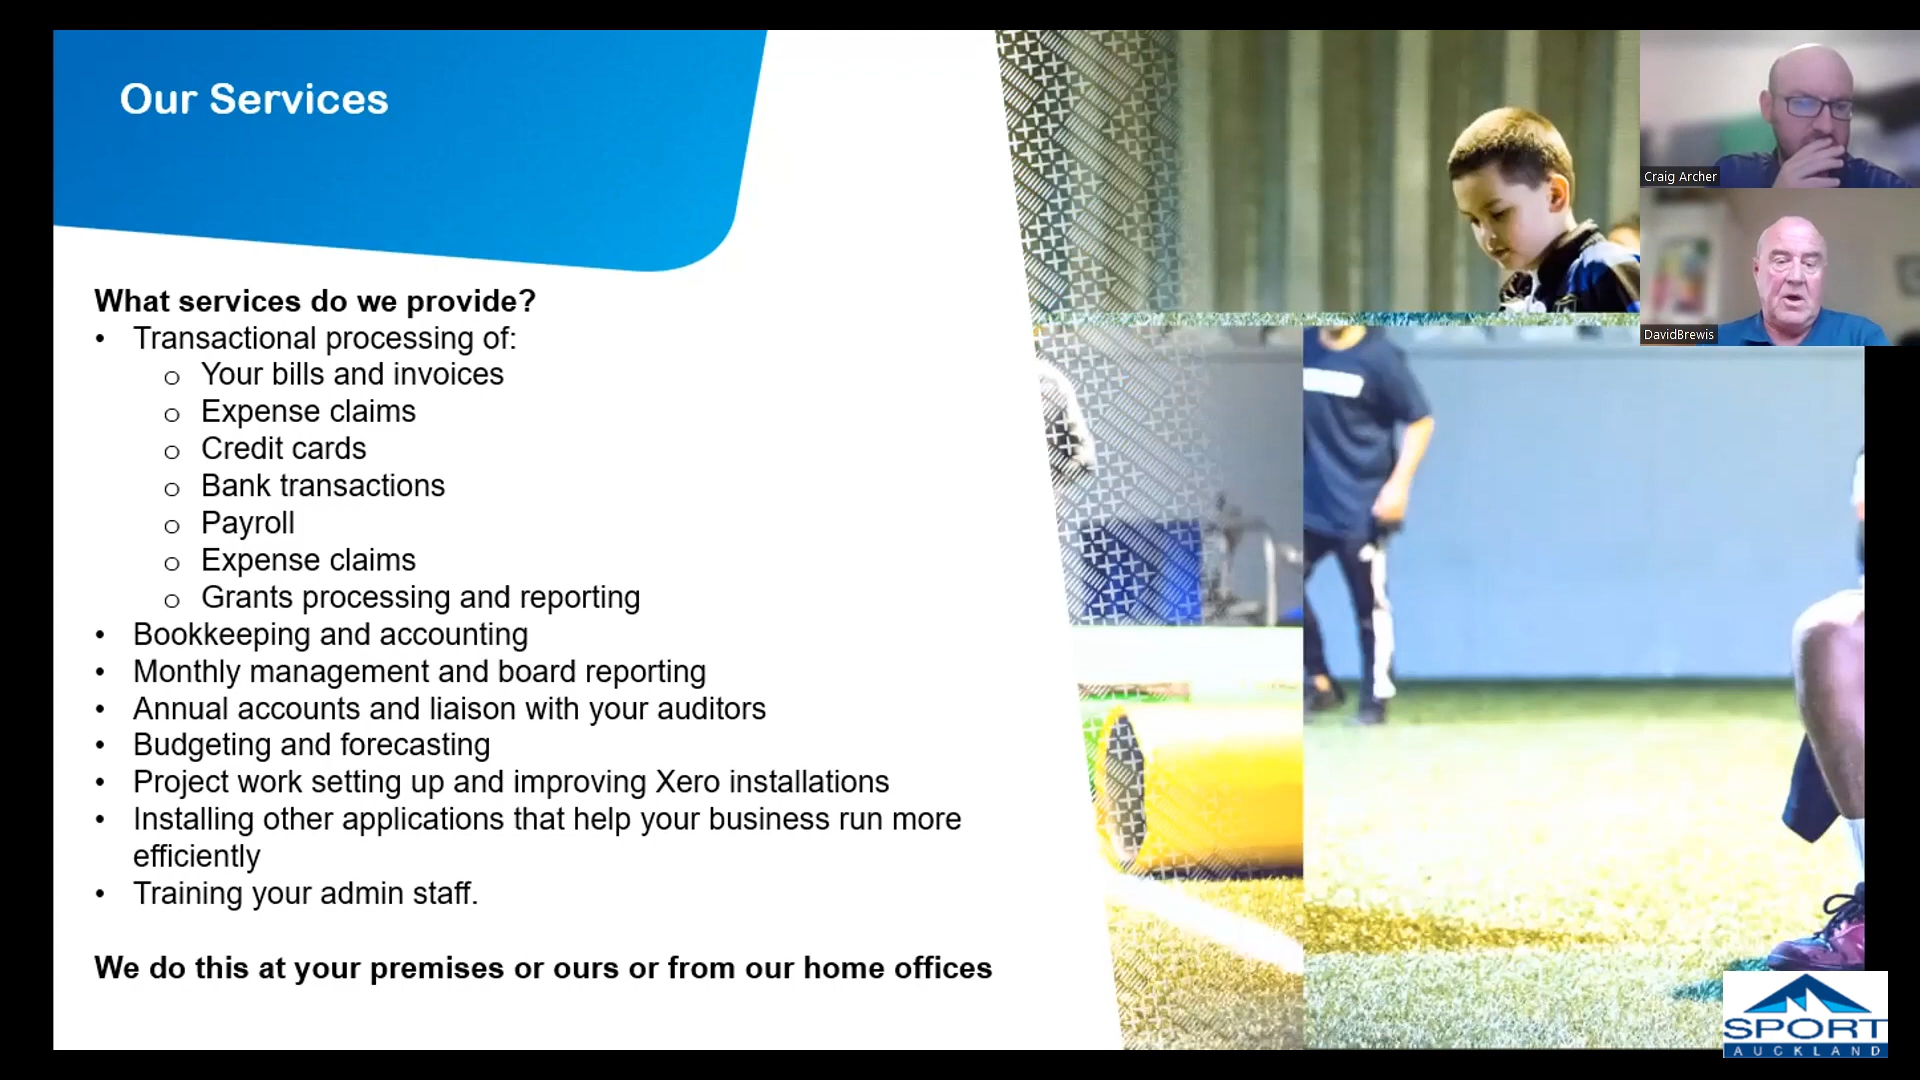 Our Services
What services do we provide?
• Transactional processing of:
o Your bills and invoices
o Expense claims
o Credit cards
o Bank transactions
o Payroll
o Expense claims
o Grants processing and reporting
• Bookkeeping and accounting
• Monthly management and board reporting
• Annual accounts and liaison with your auditors
• Budgeting and forecasting
• Project work setting up and improving Xero installations
• Installing other applications that help your business run more
efficiently
• Training your admin staff.
We do this at your premises or ours or from our home offices
Craig Archer
DavidBrewis
SPORT
AUCKLAND